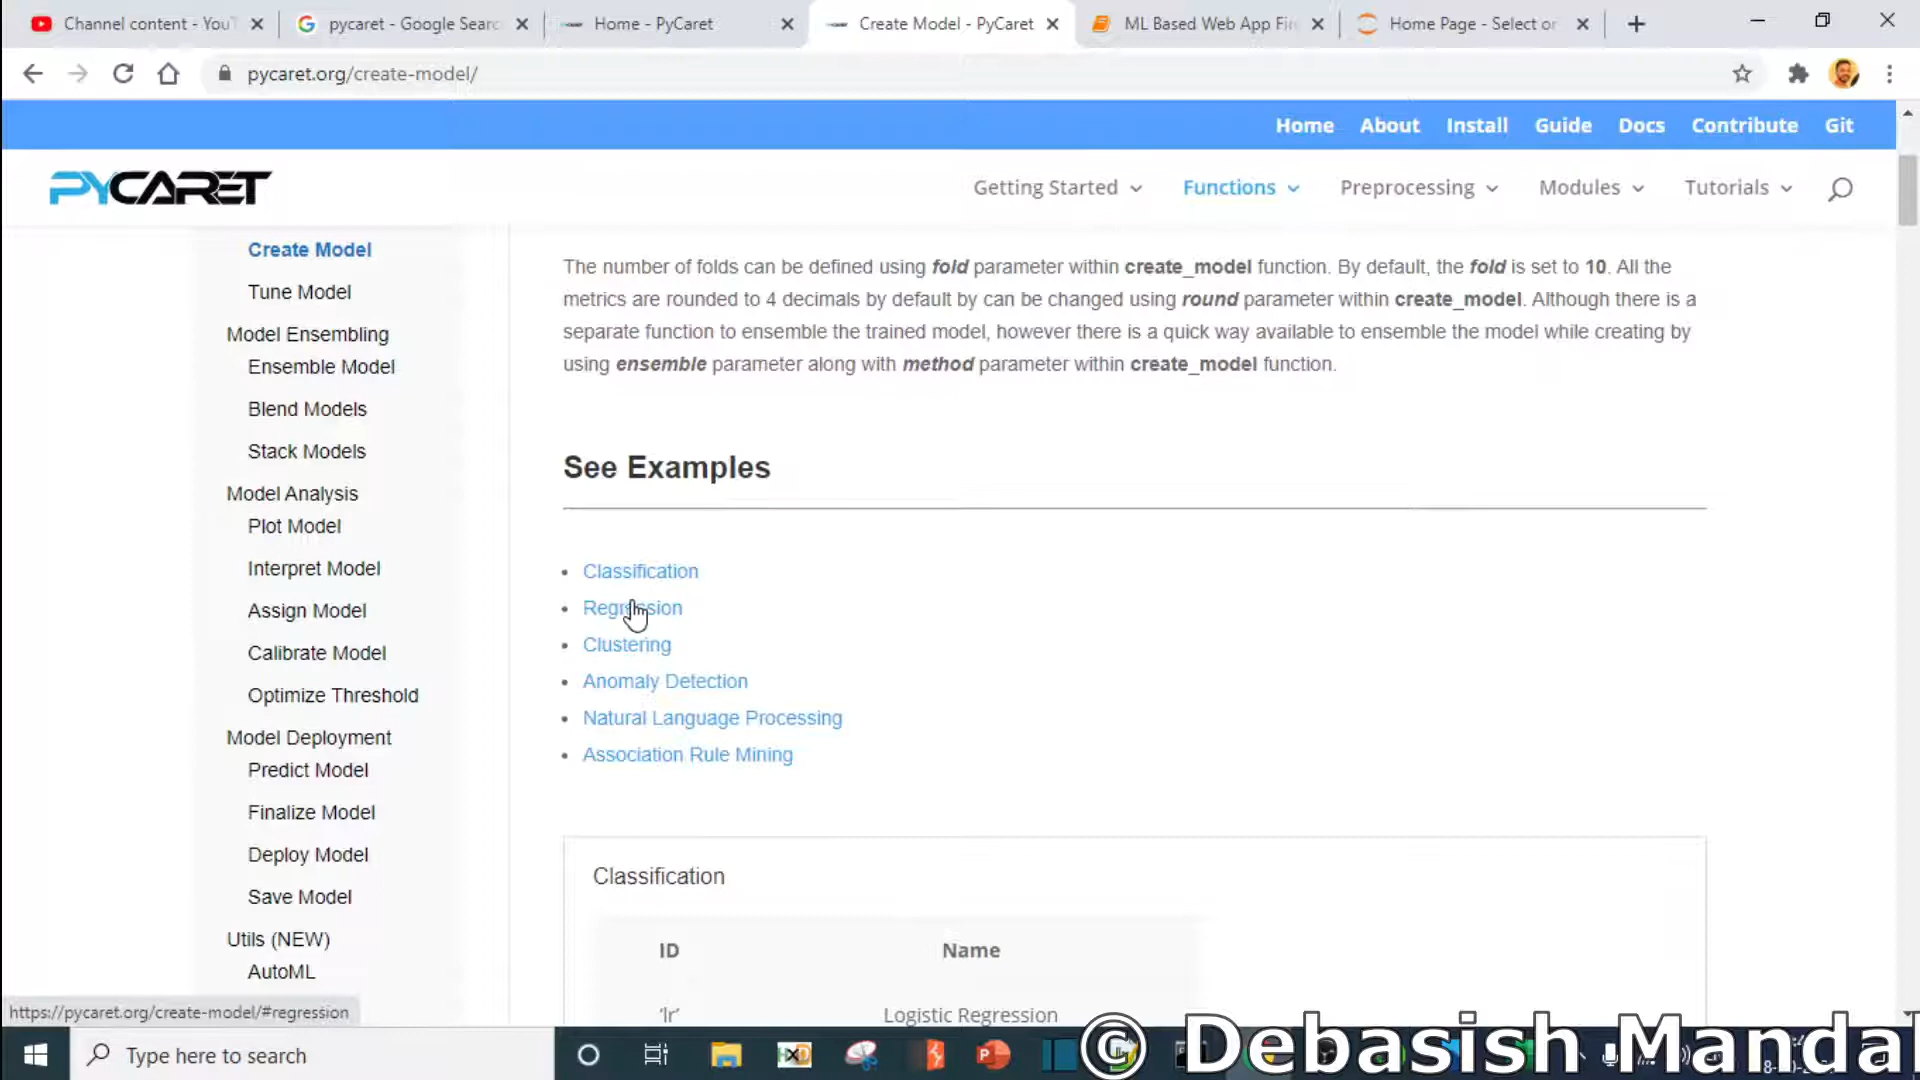 Channel content - YouT
pycaret - Google Searc
Home - PyCaret
Create Model - PyCaret
ML Based Web App Fir
Home Page - Select or
pycaret.org/create-model/
Home About Install Guide Docs Contribute Git
PYCARET
Getting Started Functions Preprocessing Modules Tutorials
Create Model
Tune Model
Model Ensembling
Ensemble Model
Blend Models
Stack Models
Model Analysis
Plot Model
Interpret Model
Assign Model
Calibrate Model
Optimize Threshold
Model Deployment
Predict Model
Finalize Model
Deploy Model
Save Model
Utils (NEW)
AutoML
The number of folds can be defined using fold parameter within create_model function. By default, the fold is set to 10. All the
metrics are rounded to 4 decimals by default by can be changed using round parameter within create_model. Although there is a
separate function to ensemble the trained model, however there is a quick way available to ensemble the model while creating by
using ensemble parameter along with method parameter within create_model function.
See Examples
Classification
Regression
Clustering
Anomaly Detection
Natural Language Processing
Association Rule Mining
Classification
ID Name
'lr' Logistic Regression
https://pycaret.org/create-model/#regression
Type here to search
© Debasish Mandal